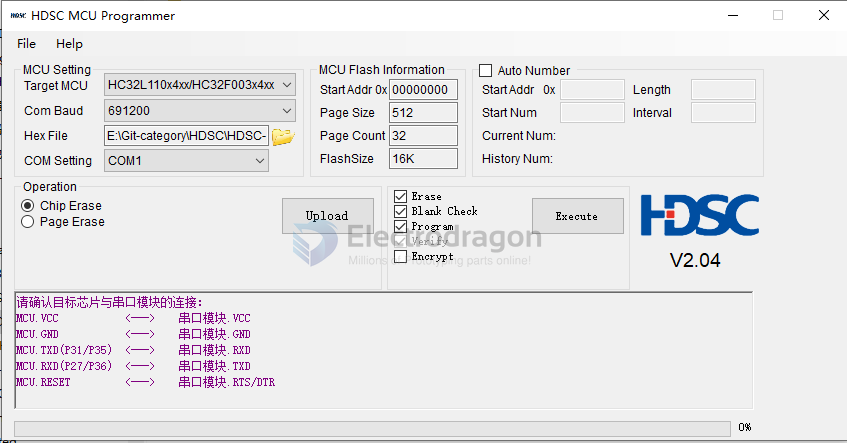 HDSC HDSC MCU Programmer
File Help
MCU Setting
Target MCU HC32L110x4xx/HC32F003x4xx
Com Baud 691200
Hex File E:\Git-category\HDSC\HDSC-
COM Setting COM1
MCU Flash Information
Start Addr 0x 00000000
Page Size 512
Page Count 32
FlashSize 16K
Auto Number
Start Addr 0x Length
Start Num Interval
Current Num:
History Num:
Operation
Chip Erase
Page Erase
Upload
Erase
Blank Check
Program
Verify
Encrypt
Execute
HDSC
V2.04
Electrodragon
Millions of prototyping parts online!
请确认目标芯片与串口模块的连接:
MCU.VCC <---> 串口模块.VCC
MCU.GND <---> 串口模块.GND
MCU.TXD(P31/P35) <---> 串口模块.RXD
MCU.RXD(P27/P36) <---> 串口模块.TXD
MCU.RESET <---> 串口模块.RTS/DTR
0%